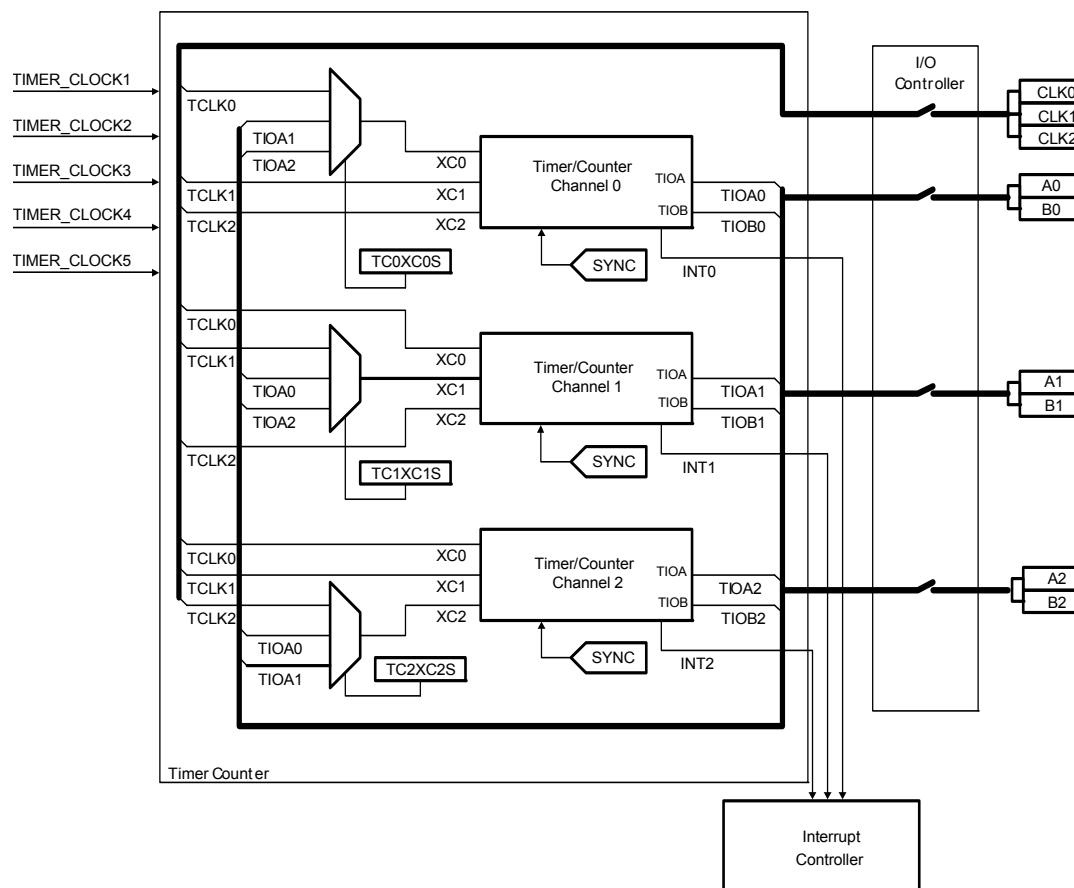 I/O
Controller
TIMER_CLOCK1
TIMER_CLOCK2
TIMER_CLOCK3
TIMER_CLOCK4
TIMER_CLOCK5
TCLK0
TIOA1
TIOA2
TCLK1
TCLK2
XC0
XC1
XC2
Timer/Counter
Channel 0
TIOA
TIOB
TIOA0
TIOB0
TC0XC0S
SYNC
INT0
CLK0
CLK1
CLK2
A0
B0
TCLK0
TCLK1
TIOA0
TIOA2
TCLK2
XC0
XC1
XC2
Timer/Counter
Channel 1
TIOA
TIOB
TIOA1
TIOB1
TC1XC1S
SYNC
INT1
A1
B1
TCLK0
TCLK1
TCLK2
TIOA0
TIOA1
XC0
XC1
XC2
Timer/Counter
Channel 2
TIOA
TIOB
TIOA2
TIOB2
TC2XC2S
SYNC
INT2
A2
B2
Timer Counter
Interrupt
Controller